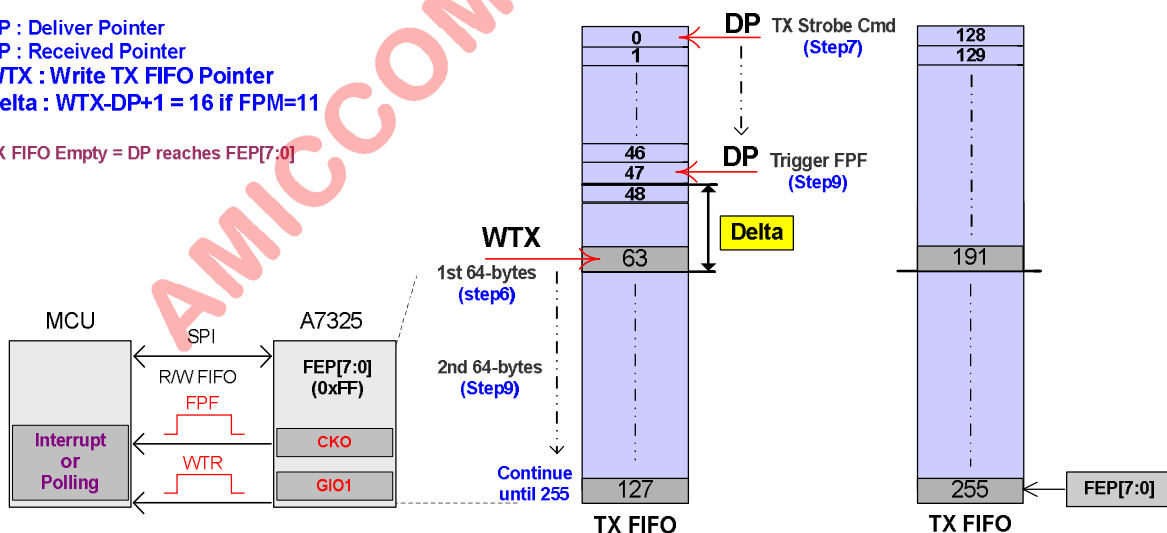 P : Deliver Pointer
P : Received Pointer
WTX : Write TX FIFO Pointer
elta : WTX-DP+1 = 16 if FPM=11
X FIFO Empty = DP reaches FEP[7:0]
AMICCOM
DP
TX Strobe Cmd
(Step7)
0
1
46
47
48
DP
Trigger FPF
(Step9)
Delta
WTX
63
1st 64-bytes
(step6)
2nd 64-bytes
(Step9)
Continue
until 255
127
TX FIFO
128
129
191
255
FEP[7:0]
TX FIFO
MCU
SPI
R/W FIFO
FPF
WTR
Interrupt
or
Polling
A7325
FEP[7:0]
(0xFF)
CKO
GIO1